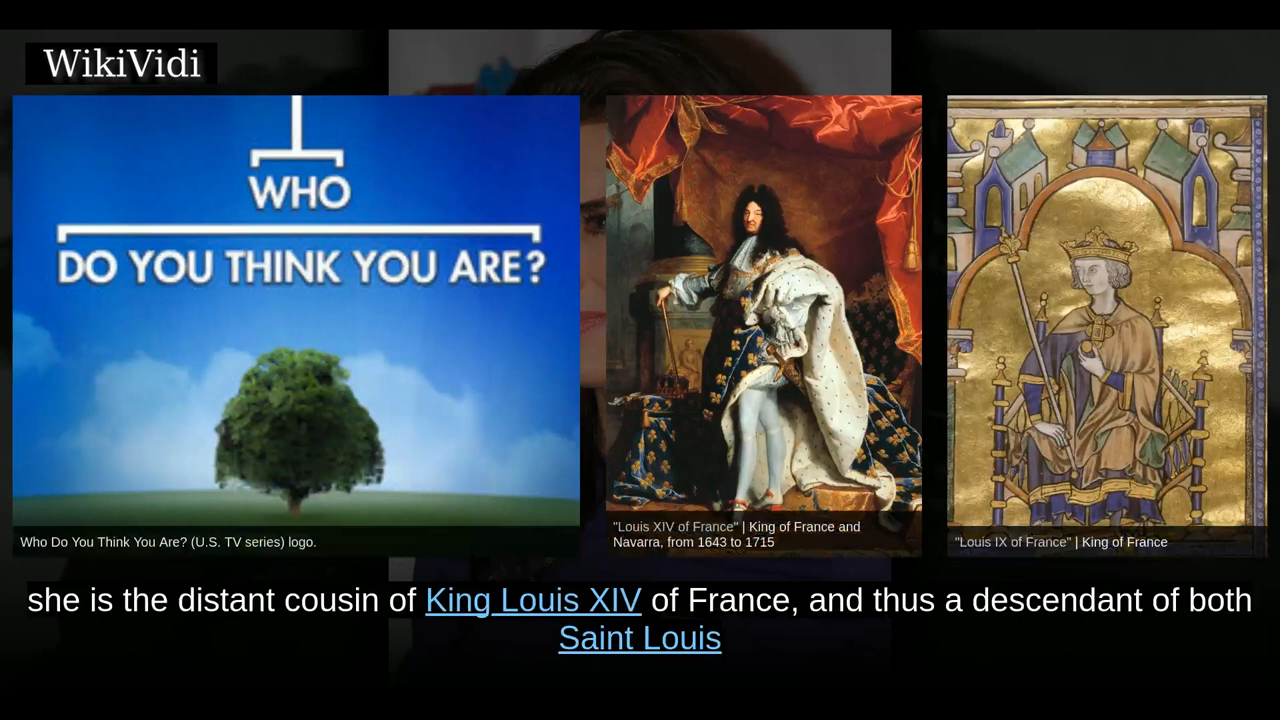 WikiVidi
WHO
DO YOU THINK YOU ARE?
Who Do You Think You Are? (U.S. TV series) logo.
"Louis XIV of France" | King of France and
Navarra, from 1643 to 1715
"Louis IX of France" | King of France
she is the distant cousin of King Louis XIV of France, and thus a descendant of both
Saint Louis